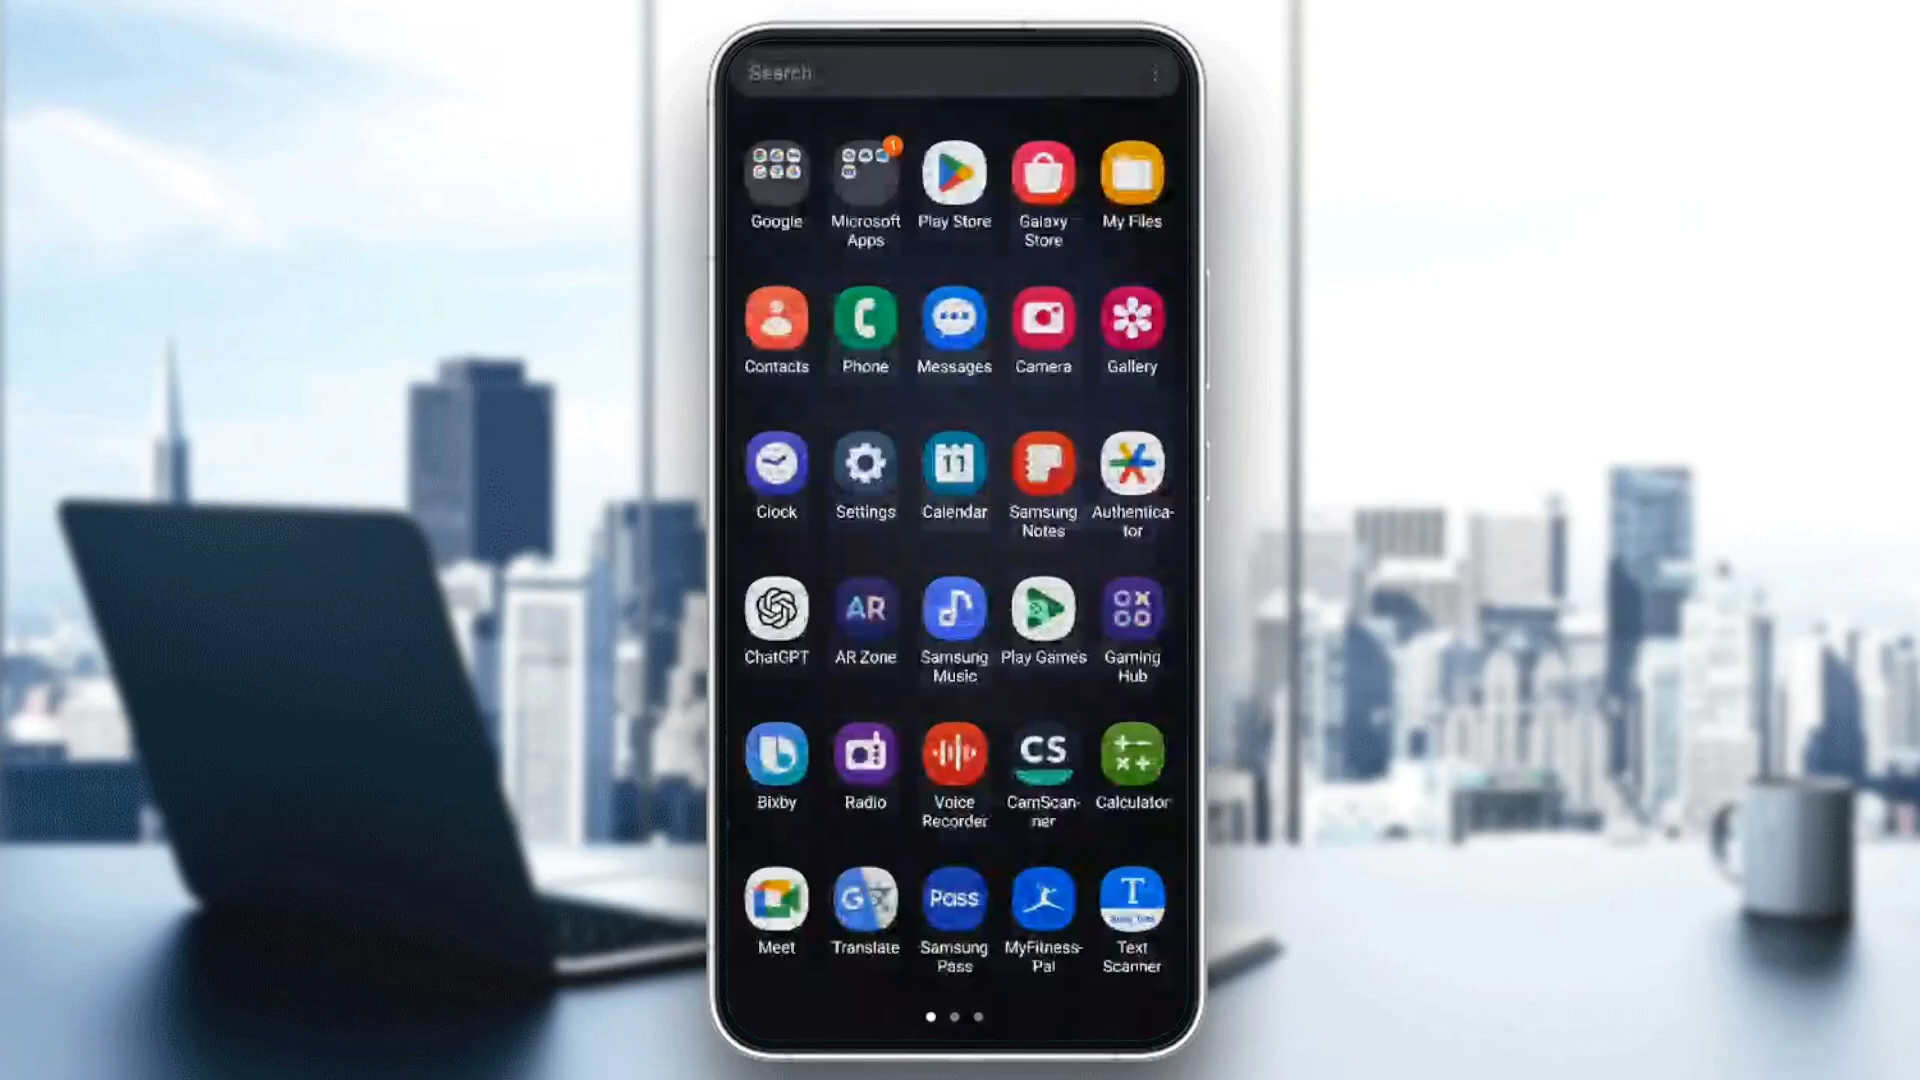 Search
1
Google Microsoft Play Store Galaxy My Files
Apps Store
Contacts Phone Messages Camera Gallery
11
Clock Settings Calendar Samsung Authentica-
Notes tor
AR
ChatGPT AR Zone Samsung Play Games Gaming
Music Hub
CS
Bixby Radio Voice CamScan- Calculator
Recorder ner
G Pass T
Meet Translate Samsung MyFitness- Text
Pass Pal Scanner